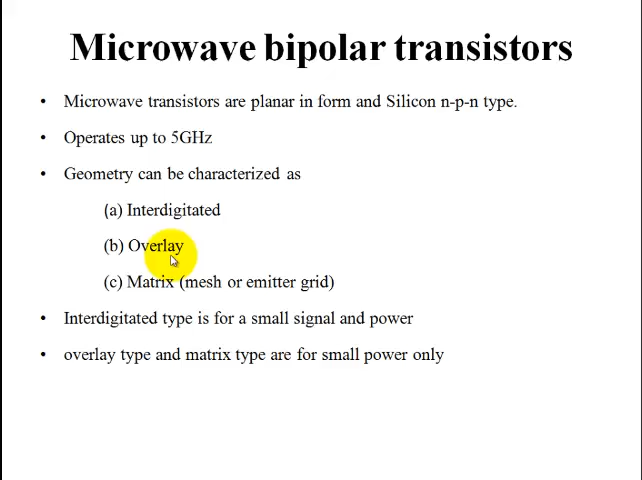 Microwave bipolar transistors
• Microwave transistors are planar in form and Silicon n-p-n type.
• Operates up to 5GHz
• Geometry can be characterized as
(a) Interdigitated
(b) Overlay
(c) Matrix (mesh or emitter grid)
• Interdigitated type is for a small signal and power
• overlay type and matrix type are for small power only